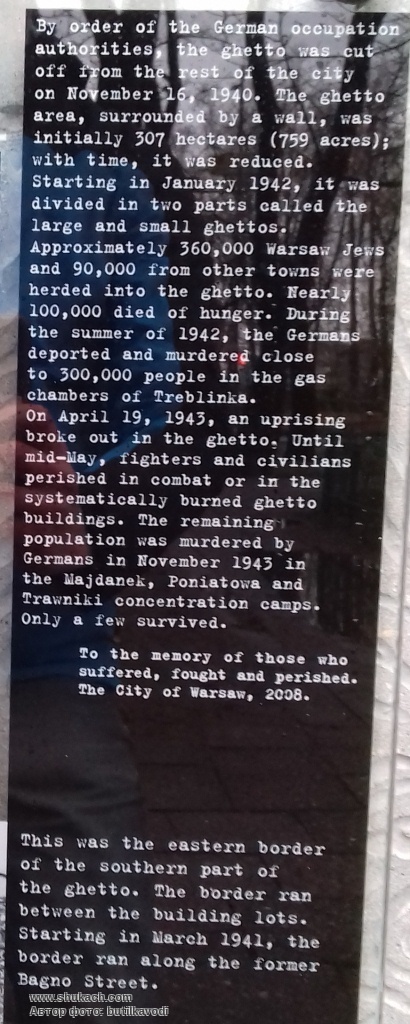 By order of the German occupation
authorities, the ghetto was cut
off from the rest of the city
on November 16, 1940. The ghetto
area, surrounded by a wall, was
initially 307 hectares (759 acres);
with time, it was reduced.
Starting in January 1942, it was
divided in two parts called the
large and small ghettos.
Approximately 360,000 Warsaw Jews
and 90,000 from other towns were
herded into the ghetto. Nearly
100,000 died of hunger. During
the summer of 1942, the Germans
deported and murdered close
to 300,000 people in the gas
chambers of Treblinka.
On April 19, 1943, an uprising
broke out in the ghetto. Until
mid-May, fighters and civilians
perished in combat or in the
systematically burned ghetto
buildings. The remaining
population was murdered by
Germans in November 1943 in
the Majdanek, Poniatowa and
Trawniki concentration camps.
Only a few survived.
To the memory of those who
suffered, fought and perished.
The City of Warsaw, 2008.
This was the eastern border
of the southern part of
the ghetto. The border ran
between the building lots.
Starting in March 1941, the
border ran along the former
Bagno Street.
www.shukach.com
Автор фото: butilkavodi